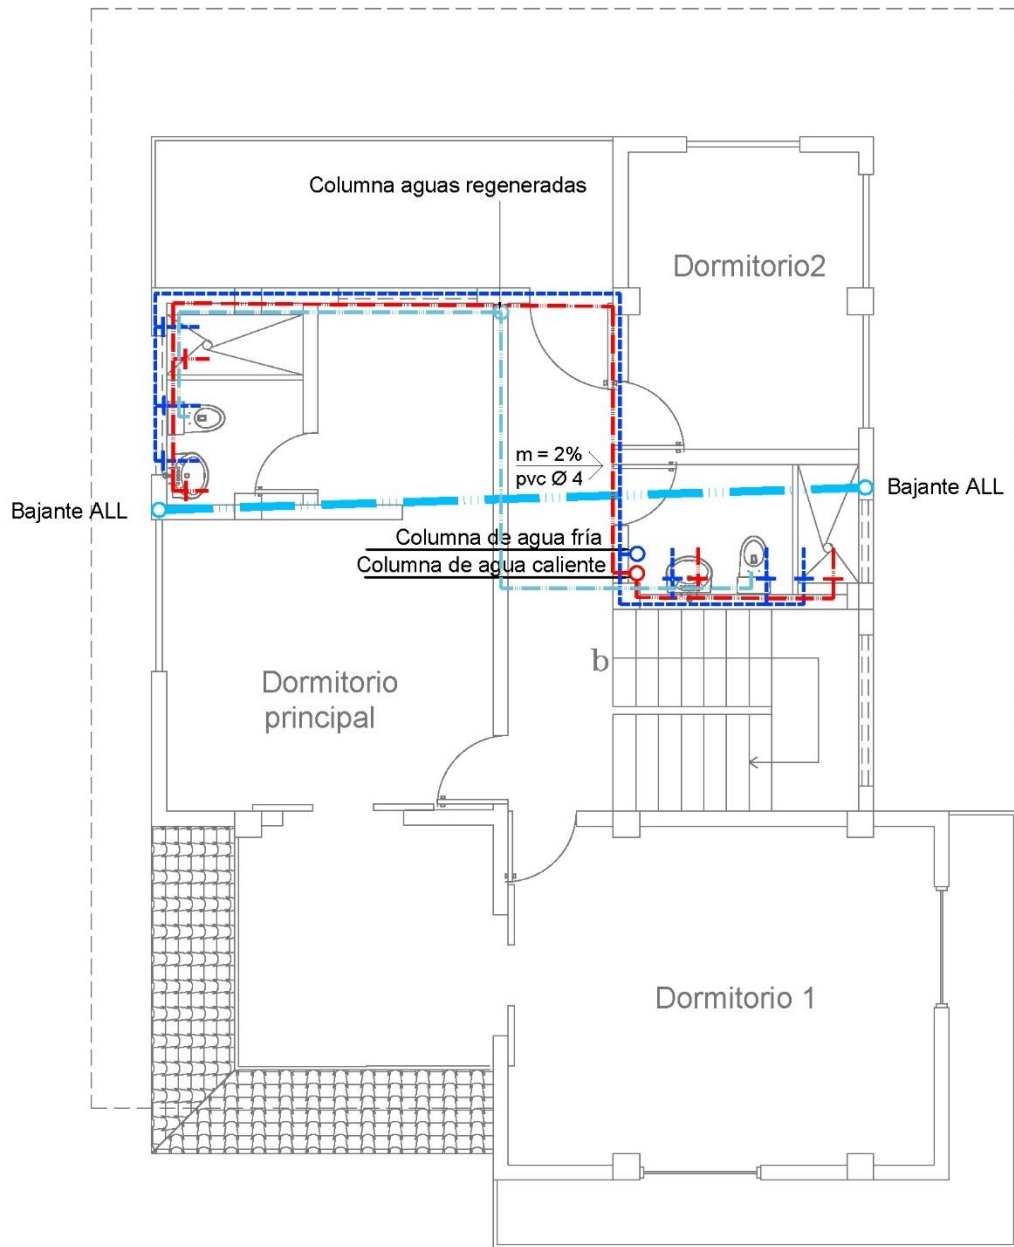 Columna aguas regeneradas
Dormitorio2
m = 2%
pvc Ø 4
Bajante ALL
Bajante ALL
Columna de agua fría
Columna de agua caliente
b
Dormitorio
principal
Dormitorio 1